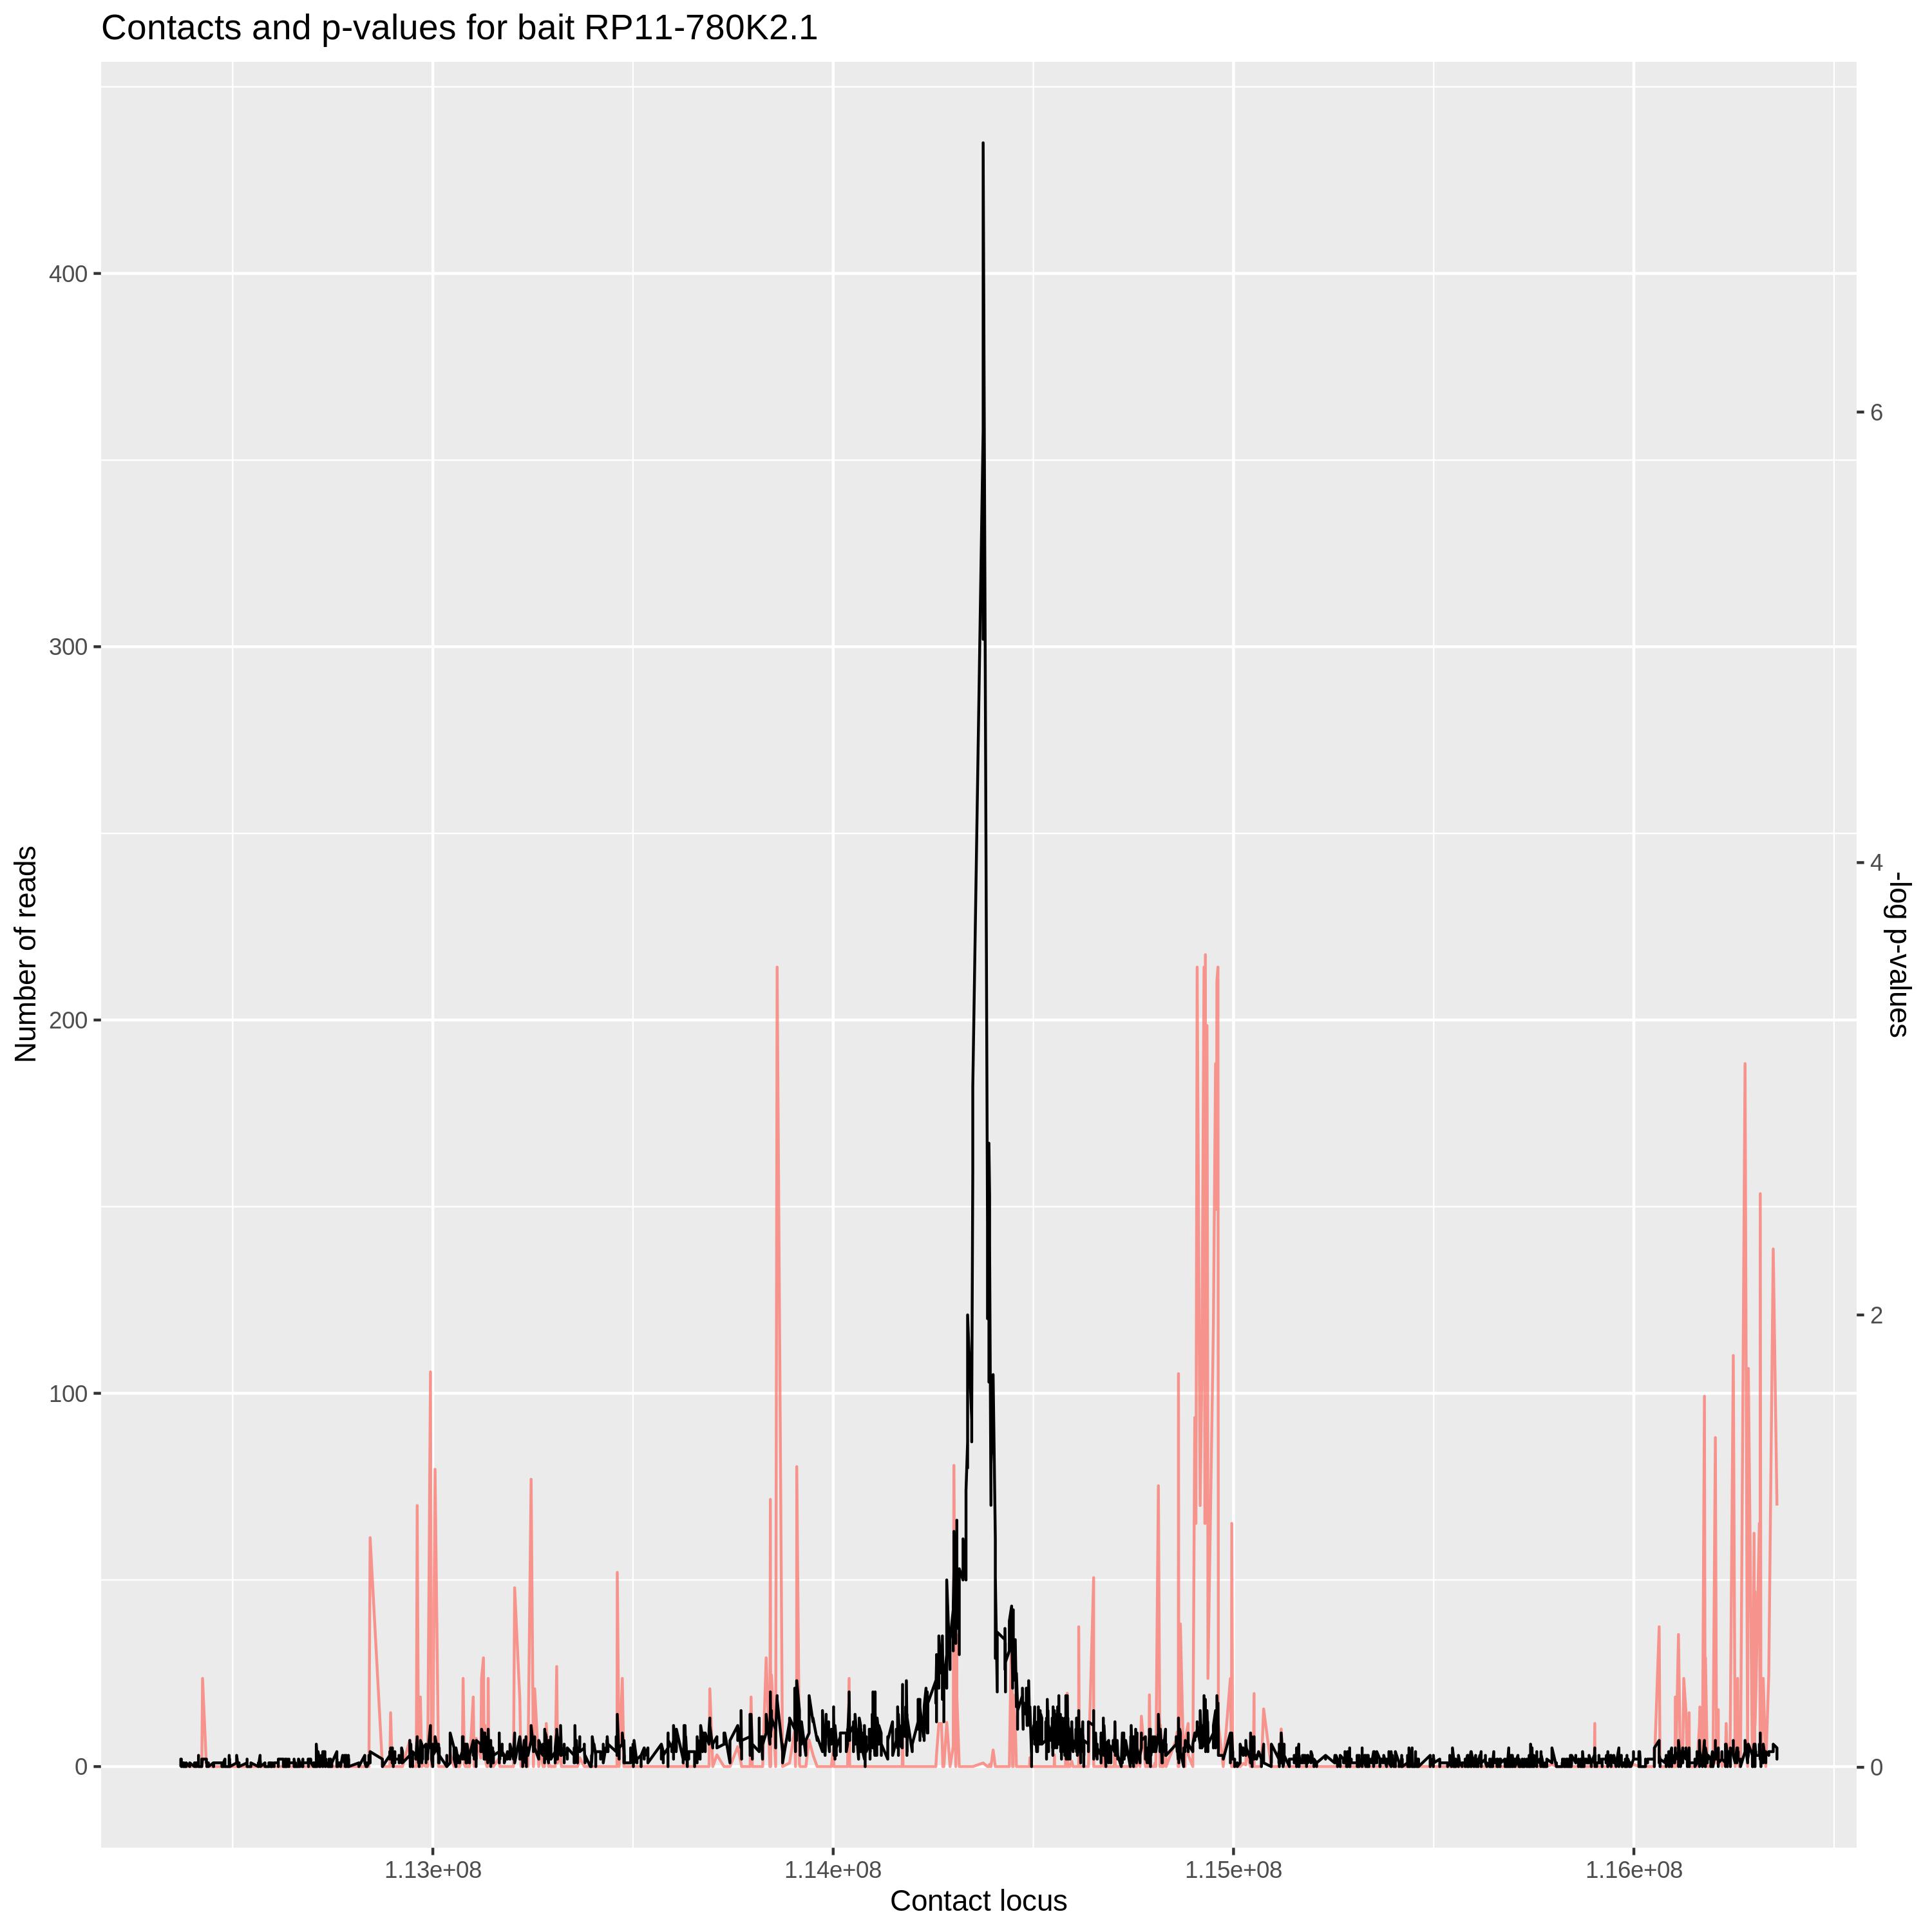 Contacts and p-values for bait RP11-780K2.1
400
300
200
100
0
Number of reads
6
4
2
0
-log p-values
1.13e+08
1.14e+08
1.15e+08
1.16e+08
Contact locus